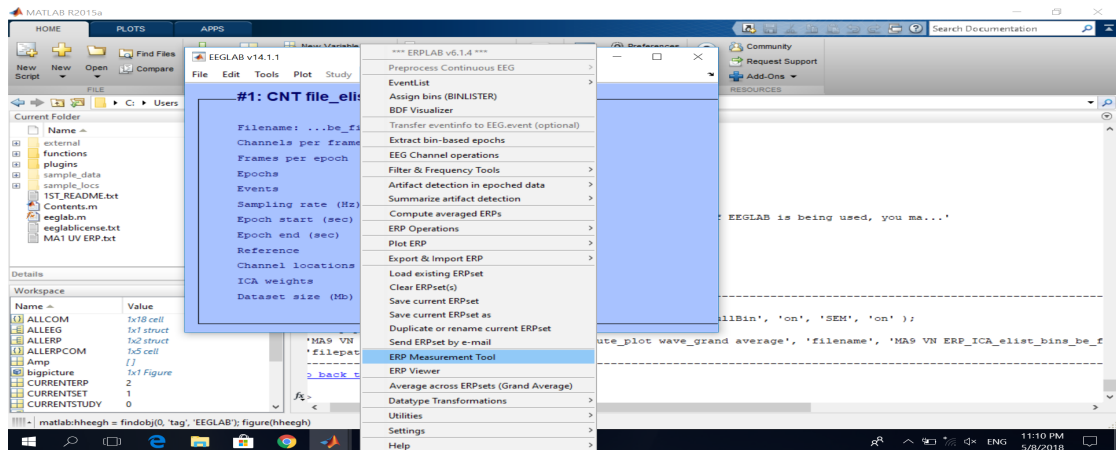 MATLAB R2015a
HOME PLOTS APPS
Search Documentation
New Script
New
Open
Find Files
Compare
New Variable
Preferences
Community
Request Support
Add-Ons
FILE
RESOURCES
C: Users
Current Folder
Name
external
functions
plugins
sample_data
sample_locs
1ST_README.txt
Contents.m
eeglab.m
eeglablicense.txt
MA1 UV ERP.txt
Details
Workspace
Name Value
ALLCOM 1x18 cell
ALLEEG 1x1 struct
ALLERP 1x2 struct
ALLERPCOM 1x5 cell
Amp []
bigpicture 1x1 Figure
CURRENTERP 2
CURRENTSET 1
CURRENTSTUDY 0
EEGLAB v14.1.1
File Edit Tools Plot Study
#1: CNT file_elis
Filename: ...be_fi
Channels per frame
Frames per epoch
Epochs
Events
Sampling rate (Hz)
Epoch start (sec)
Epoch end (sec)
Reference
Channel locations
ICA weights
Dataset size (Mb)
*** ERPLAB v6.1.4 ***
Preprocess Continuous EEG
EventList
Assign bins (BINLISTER)
BDF Visualizer
Transfer eventinfo to EEG.event (optional)
Extract bin-based epochs
EEG Channel operations
Filter & Frequency Tools
Artifact detection in epoched data
Summarize artifact detection
Compute averaged ERPs
ERP Operations
Plot ERP
Export & Import ERP
Load existing ERPset
Clear ERPset(s)
Save current ERPset
Save current ERPset as
Duplicate or rename current ERPset
Send ERPset by e-mail
ERP Measurement Tool
ERP Viewer
Average across ERPsets (Grand Average)
Datatype Transformations
Utilities
Settings
Help
f EEGLAB is being used, you ma...'
llBin', 'on', 'SEM', 'on' );
'MA9 VN
ute_plot wave_grand average', 'filename', 'MA9 VN ERP_ICA_elist_bins_be_f
'filepat
o back t
fx >
matlab:hheegh = findobj(0, 'tag', 'EEGLAB'); figure(hheegh)
ENG
11:10 PM
5/8/2018